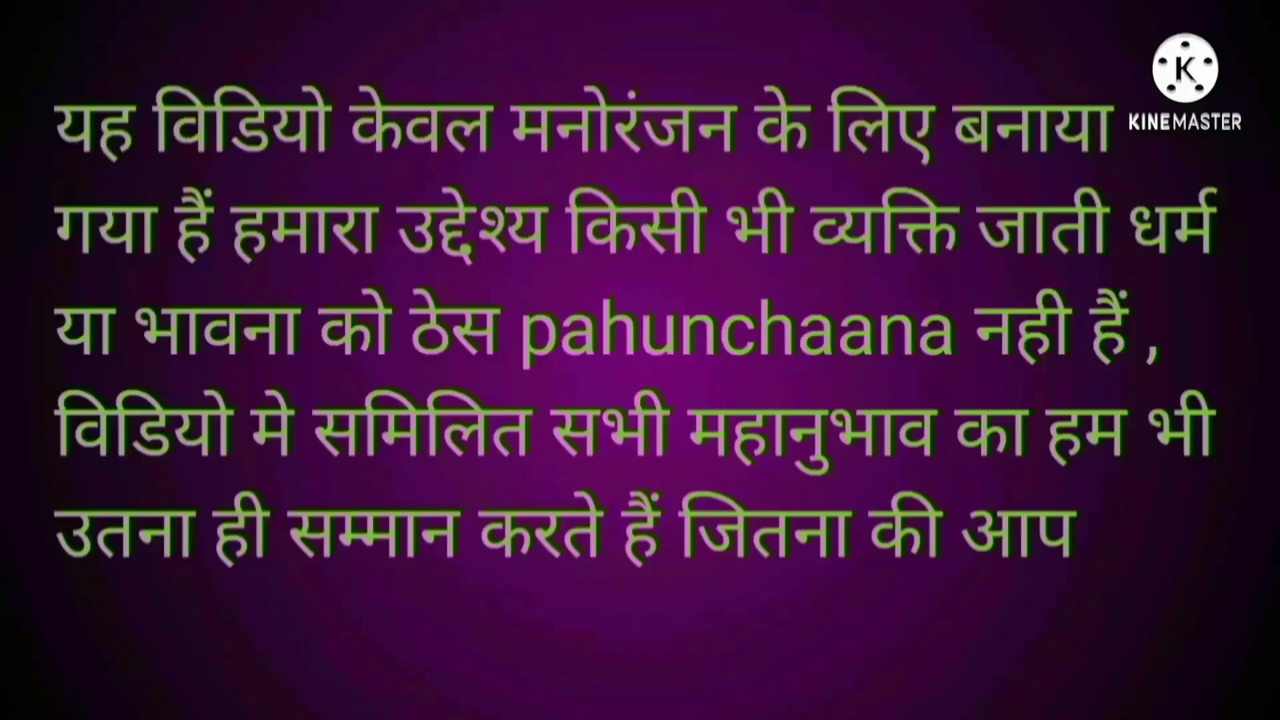 यह विडियो केवल मनोरंजन के लिए बनाया
गया हैं हमारा उद्देश्य किसी भी व्यक्ति जाती धर्म
या भावना को ठेस pahunchaana नही हैं ,
विडियो मे समिलित सभी महानुभाव का हम भी
उतना ही सम्मान करते हैं जितना की आप
K
KINEMASTER